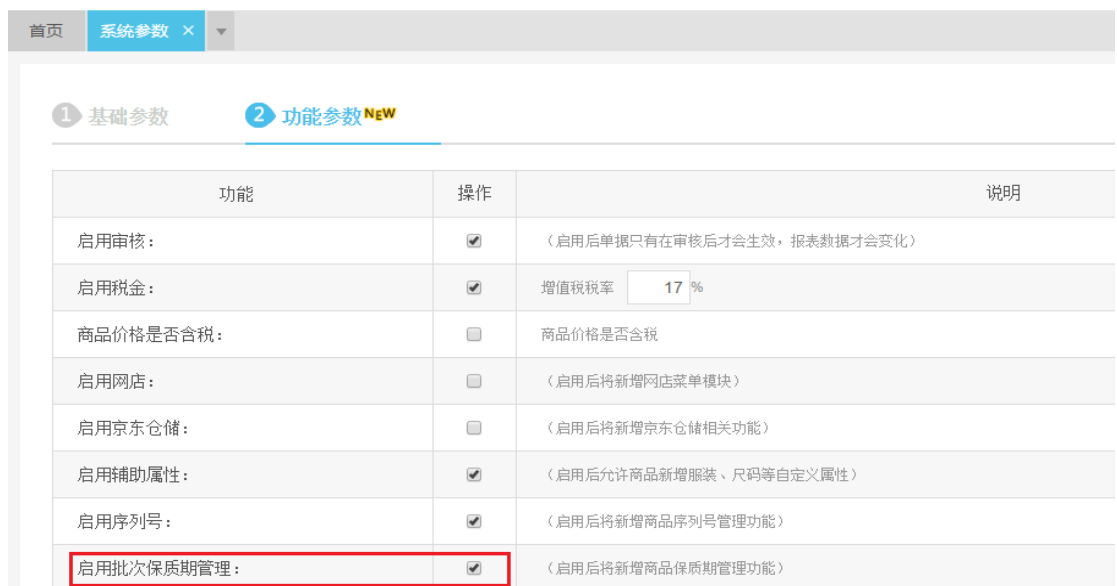 首页 系统参数 ×
1 基础参数 2 功能参数 NEW
功能 操作 说明
启用审核： （启用后单据只有在审核后才会生效，报表数据才会变化）
启用税金： 增值税税率 17 %
商品价格是否含税： 商品价格是否含税
启用网店： （启用后将新增网店菜单模块）
启用京东仓储： （启用后将新增京东仓储相关功能）
启用辅助属性： （启用后允许商品新增服装、尺码等自定义属性）
启用序列号： （启用后将新增商品序列号管理功能）
启用批次保质期管理： （启用后将新增商品保质期管理功能）